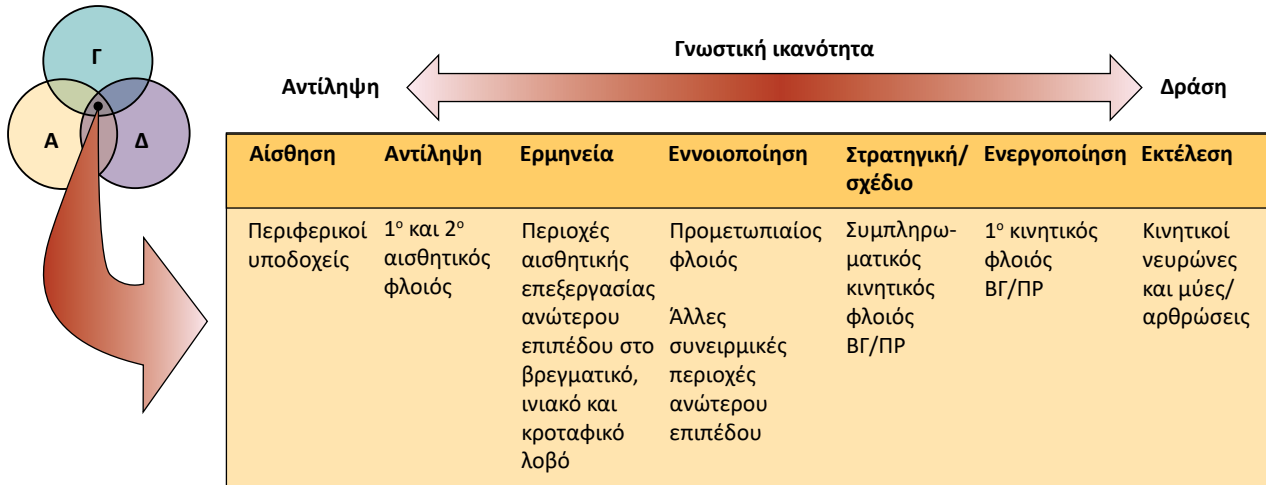 Γ
Α
Δ
Γνωστική ικανότητα
Αντίληψη
Δράση
Αίσθηση
Αντίληψη
Ερμηνεία
Εννοιοποίηση
Στρατηγική/
σχέδιο
Ενεργοποίηση
Εκτέλεση
Περιφερικοί
υποδοχείς
1ο και 2ο
αισθητικός
φλοιός
Περιοχές
αισθητικής
επεξεργασίας
ανώτερου
επιπέδου στο
βρεγματικό,
ινιακό και
κροταφικό
λοβό
Προμετωπιαίος
φλοιός
Άλλες
συνειρμικές
περιοχές
ανώτερου
επιπέδου
Συμπληρω-
ματικός
κινητικός
φλοιός
ΒΓ/ΠΡ
1ο κινητικός
φλοιός
ΒΓ/ΠΡ
Κινητικοί
νευρώνες
και μύες/
αρθρώσεις